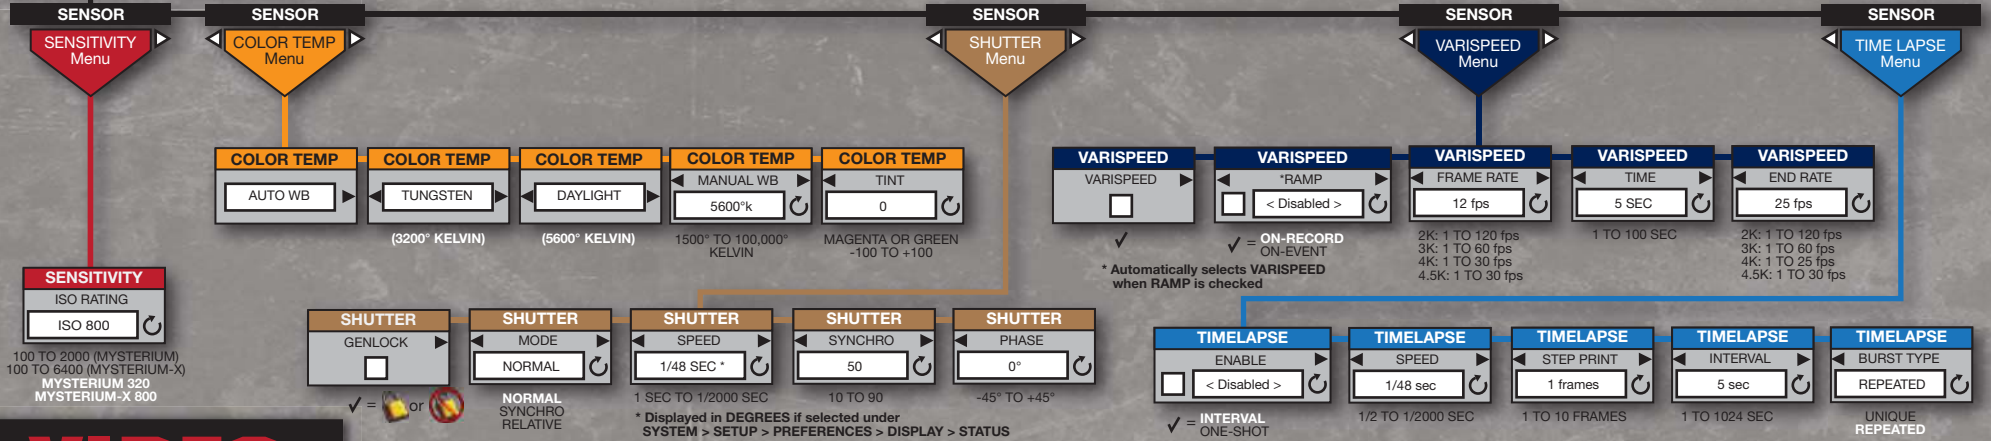 SENSOR
SENSITIVITY
Menu
SENSOR
COLOR TEMP
Menu
SENSOR
SHUTTER
Menu
SENSOR
VARISPEED
Menu
SENSOR
TIME LAPSE
Menu
COLOR TEMP
AUTO WB
COLOR TEMP
TUNGSTEN
(3200° KELVIN)
COLOR TEMP
DAYLIGHT
(5600° KELVIN)
COLOR TEMP
MANUAL WB
5600°k
1500° TO 100,000°
KELVIN
COLOR TEMP
TINT
0
MAGENTA OR GREEN
-100 TO +100
VARISPEED
VARISPEED
✓
VARISPEED
*RAMP
< Disabled >
✓ = ON-RECORD
ON-EVENT
* Automatically selects VARISPEED
when RAMP is checked
VARISPEED
FRAME RATE
12 fps
2K: 1 TO 120 fps
3K: 1 TO 60 fps
4K: 1 TO 30 fps
4.5K: 1 TO 30 fps
VARISPEED
TIME
5 SEC
1 TO 100 SEC
VARISPEED
END RATE
25 fps
2K: 1 TO 120 fps
3K: 1 TO 60 fps
4K: 1 TO 25 fps
4.5K: 1 TO 30 fps
SENSITIVITY
ISO RATING
ISO 800
100 TO 2000 (MYSTERIUM)
100 TO 6400 (MYSTERIUM-X)
MYSTERIUM 320
MYSTERIUM-X 800
SHUTTER
GENLOCK
✓ = or
SHUTTER
MODE
NORMAL
NORMAL
SYNCHRO
RELATIVE
SHUTTER
SPEED
1/48 SEC *
1 SEC TO 1/2000 SEC
* Displayed in DEGREES if selected under
SYSTEM > SETUP > PREFERENCES > DISPLAY > STATUS
SHUTTER
SYNCHRO
50
10 TO 90
SHUTTER
PHASE
0°
-45° TO +45°
TIMELAPSE
ENABLE
< Disabled >
✓ = INTERVAL
ONE-SHOT
TIMELAPSE
SPEED
1/48 sec
1/2 TO 1/2000 SEC
TIMELAPSE
STEP PRINT
1 frames
1 TO 10 FRAMES
TIMELAPSE
INTERVAL
5 sec
1 TO 1024 SEC
TIMELAPSE
BURST TYPE
REPEATED
UNIQUE
REPEATED